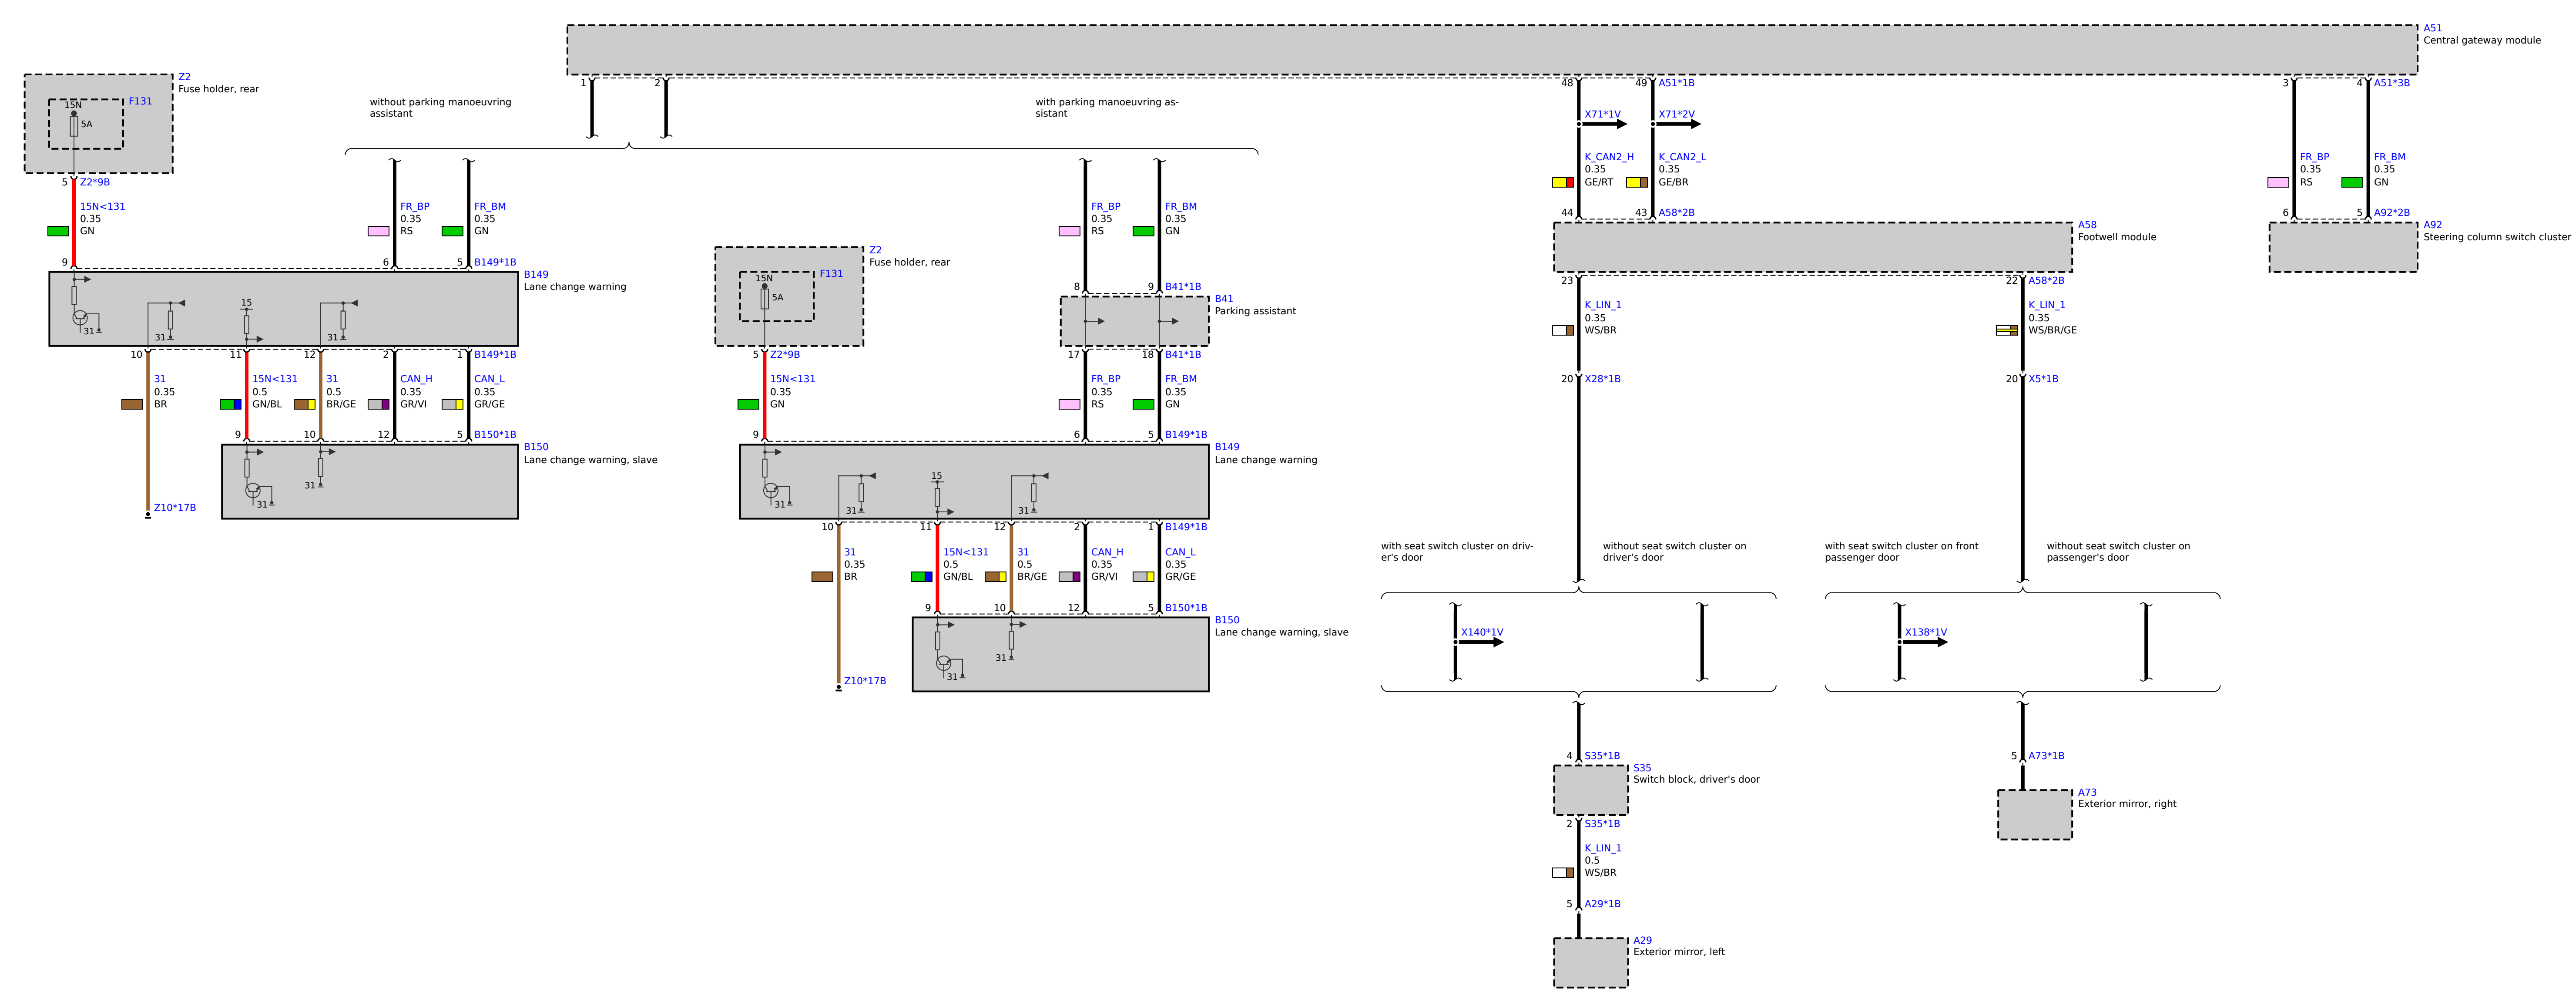 A51
Central gateway module
Z2
Fuse holder, rear
15N
F131
5A
5
Z2*9B
15N<131
0.35
GN
9
without parking manoeuvring
assistant
1
2
with parking manoeuvring as-
sistant
FR_BP
0.35
RS
6
FR_BM
0.35
GN
5
B149*1B
B149
Lane change warning
31
15
31
10
11
12
2
1
B149*1B
31
0.35
BR
15N<131
0.5
GN/BL
31
0.5
BR/GE
CAN_H
0.35
GR/VI
CAN_L
0.35
GR/GE
9
10
12
5
B150*1B
B150
Lane change warning, slave
31
31
Z10*17B
Z2
Fuse holder, rear
15N
F131
5A
5
Z2*9B
15N<131
0.35
GN
9
FR_BP
0.35
RS
FR_BM
0.35
GN
8
9
B41*1B
B41
Parking assistant
17
18
B41*1B
FR_BP
0.35
RS
FR_BM
0.35
GN
6
5
B149*1B
B149
Lane change warning
31
31
15
31
10
11
12
2
1
B149*1B
31
0.35
BR
15N<131
0.5
GN/BL
31
0.5
BR/GE
CAN_H
0.35
GR/VI
CAN_L
0.35
GR/GE
9
10
12
5
B150*1B
B150
Lane change warning, slave
31
31
Z10*17B
31
48
49
A51*1B
X71*1V
X71*2V
K_CAN2_H
0.35
GE/RT
K_CAN2_L
0.35
GE/BR
44
43
A58*2B
A58
Footwell module
23
22
A58*2B
K_LIN_1
0.35
WS/BR
K_LIN_1
0.35
WS/BR/GE
20
X28*1B
20
X5*1B
with seat switch cluster on driv-
er's door
without seat switch cluster on
driver's door
with seat switch cluster on front
passenger door
without seat switch cluster on
passenger's door
X140*1V
X138*1V
4
S35*1B
S35
Switch block, driver's door
2
S35*1B
K_LIN_1
0.5
WS/BR
5
A29*1B
A29
Exterior mirror, left
5
A73*1B
A73
Exterior mirror, right
3
4
A51*3B
FR_BP
0.35
RS
FR_BM
0.35
GN
6
5
A92*2B
A92
Steering column switch cluster